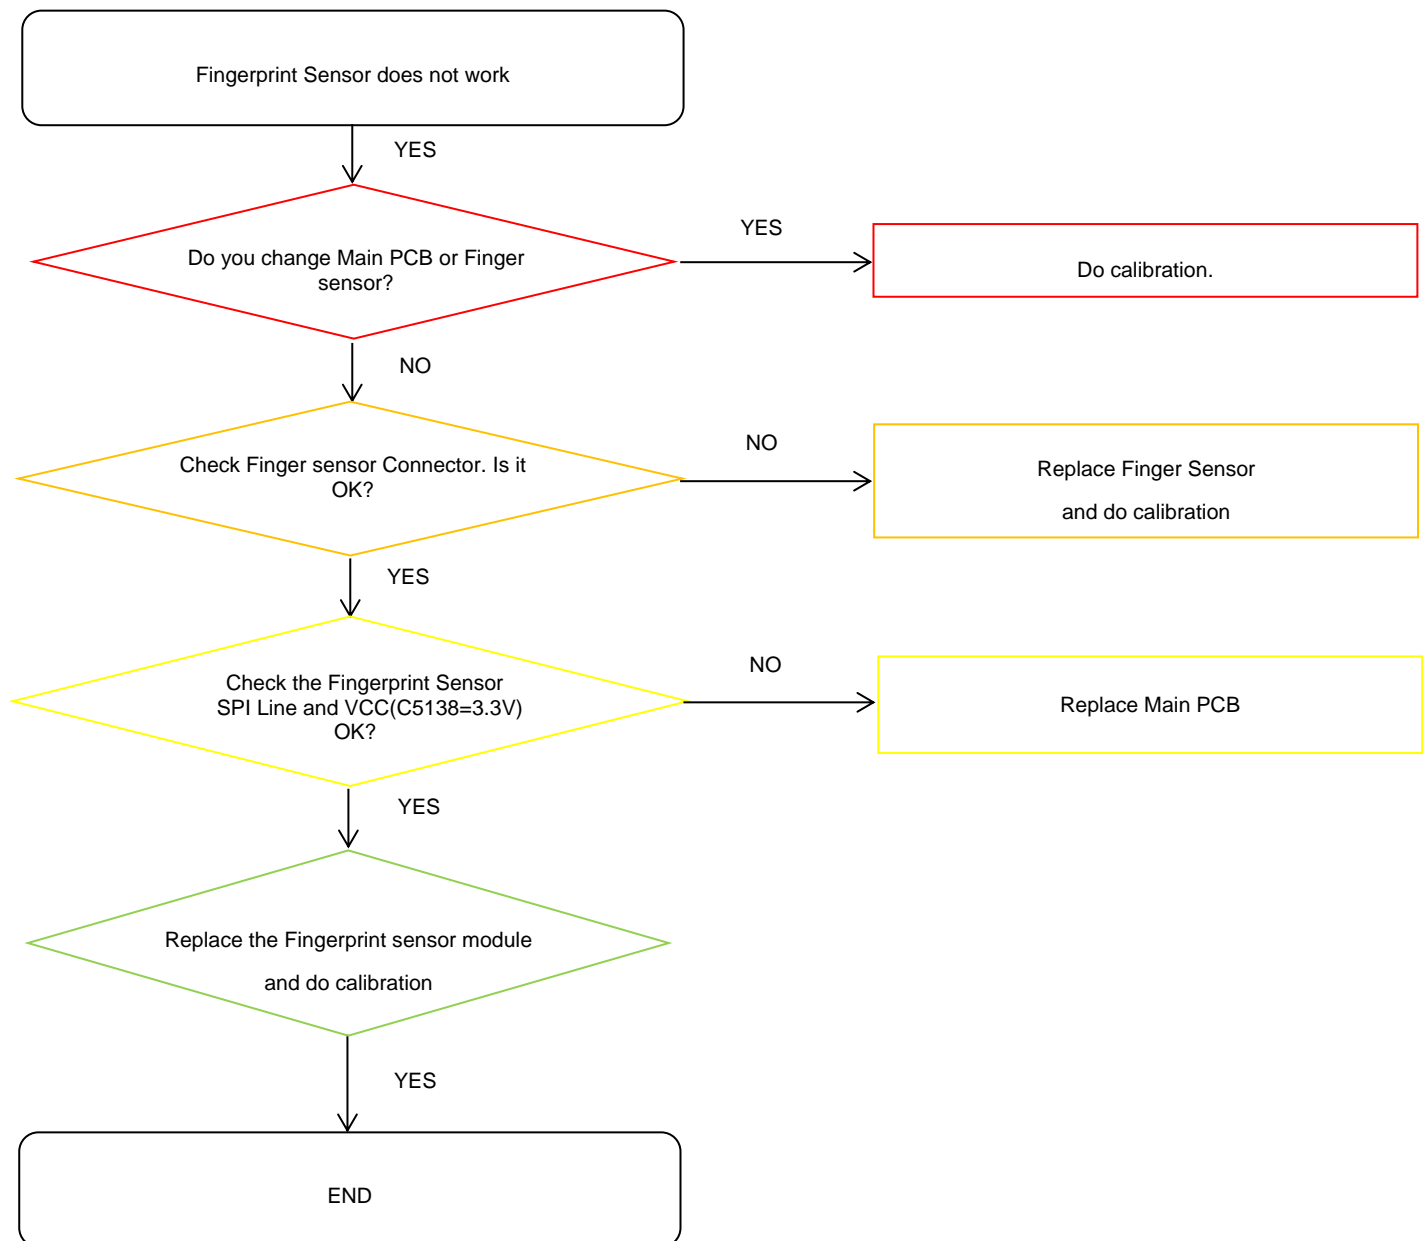 Fingerprint Sensor does not work
YES
Do you change Main PCB or Finger
sensor?
YES
Do calibration.
NO
Check Finger sensor Connector. Is it
OK?
NO
Replace Finger Sensor
and do calibration
YES
Check the Fingerprint Sensor
SPI Line and VCC(C5138=3.3V)
OK?
NO
Replace Main PCB
YES
Replace the Fingerprint sensor module
and do calibration
YES
END